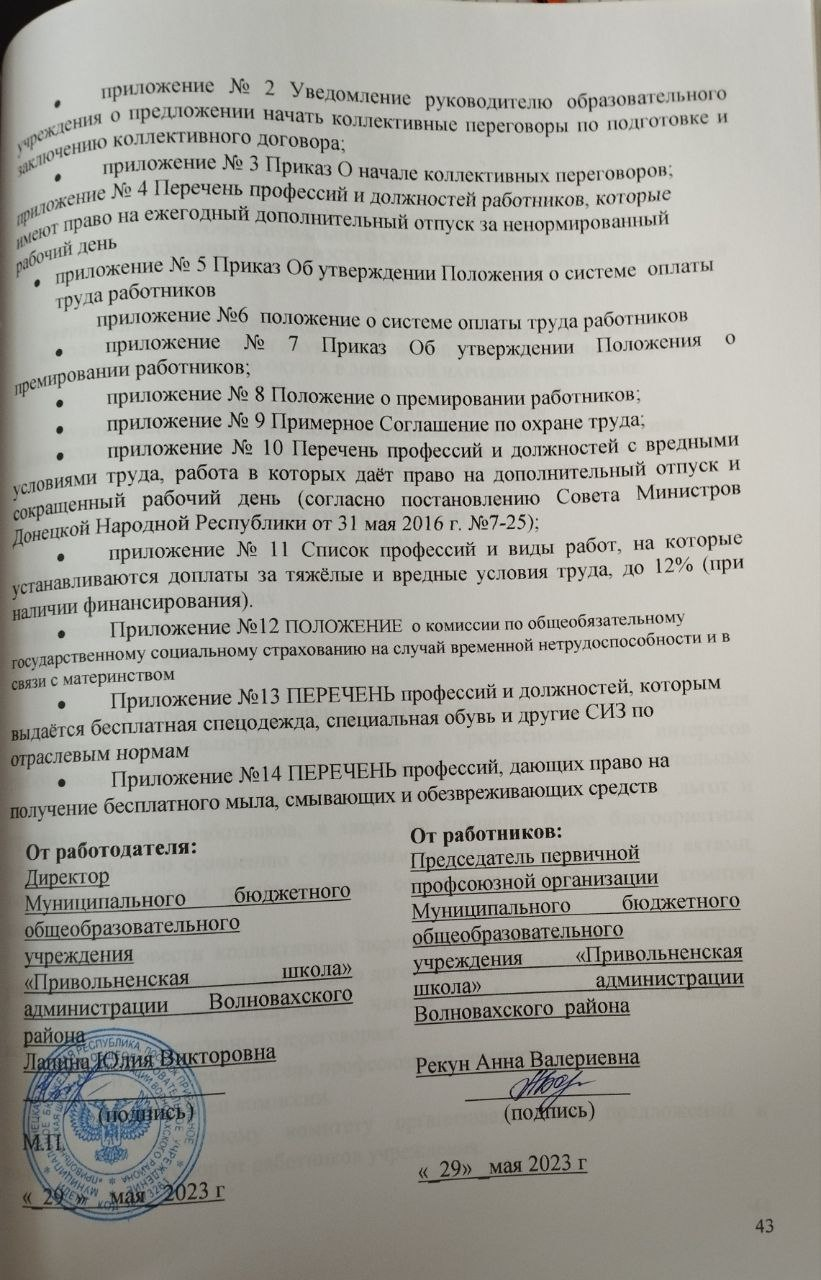 • приложение № 2 Уведомление руководителю образовательного
учреждения о предложении начать коллективные переговоры по подготовке и
заключению коллективного договора;
• приложение № 3 Приказ О начале коллективных переговоров;
приложение № 4 Перечень профессий и должностей работников, которые
имеют право на ежегодный дополнительный отпуск за ненормированный
рабочий день
• приложение № 5 Приказ Об утверждении Положения о системе оплаты
труда работников
приложение №6 положение о системе оплаты труда работников
• приложение № 7 Приказ Об утверждении Положения о
премировании работников;
• приложение № 8 Положение о премировании работников;
• приложение № 9 Примерное Соглашение по охране труда;
• приложение № 10 Перечень профессий и должностей с вредными
условиями труда, работа в которых даёт право на дополнительный отпуск и
сокращенный рабочий день (согласно постановлению Совета Министров
Донецкой Народной Республики от 31 мая 2016 г. №7-25);
• приложение № 11 Список профессий и виды работ, на которые
устанавливаются доплаты за тяжёлые и вредные условия труда, до 12% (при
наличии финансирования).
• Приложение №12 ПОЛОЖЕНИЕ о комиссии по общеобязательному
государственному социальному страхованию на случай временной нетрудоспособности и в
связи с материнством
• Приложение №13 ПЕРЕЧЕНЬ профессий и должностей, которым
выдаётся бесплатная спецодежда, специальная обувь и другие СИЗ по
отраслевым нормам
• Приложение №14 ПЕРЕЧЕНЬ профессий, дающих право на
получение бесплатного мыла, смывающих и обезвреживающих средств
От работодателя:
Директор
Муниципального бюджетного
общеобразовательного
учреждения
«Привольненская школа»
администрации Волновахского
района
Лапина Юлия Викторовна
(подпись)
М.П.
«_29_»_ _мая_ 2023 г
От работников:
Председатель первичной
профсоюзной организации
Муниципального бюджетного
общеобразовательного
учреждения «Привольненская
школа» администрации
Волновахского района
Рекун Анна Валериевна
(подпись)
«_29» _мая 2023 г
43